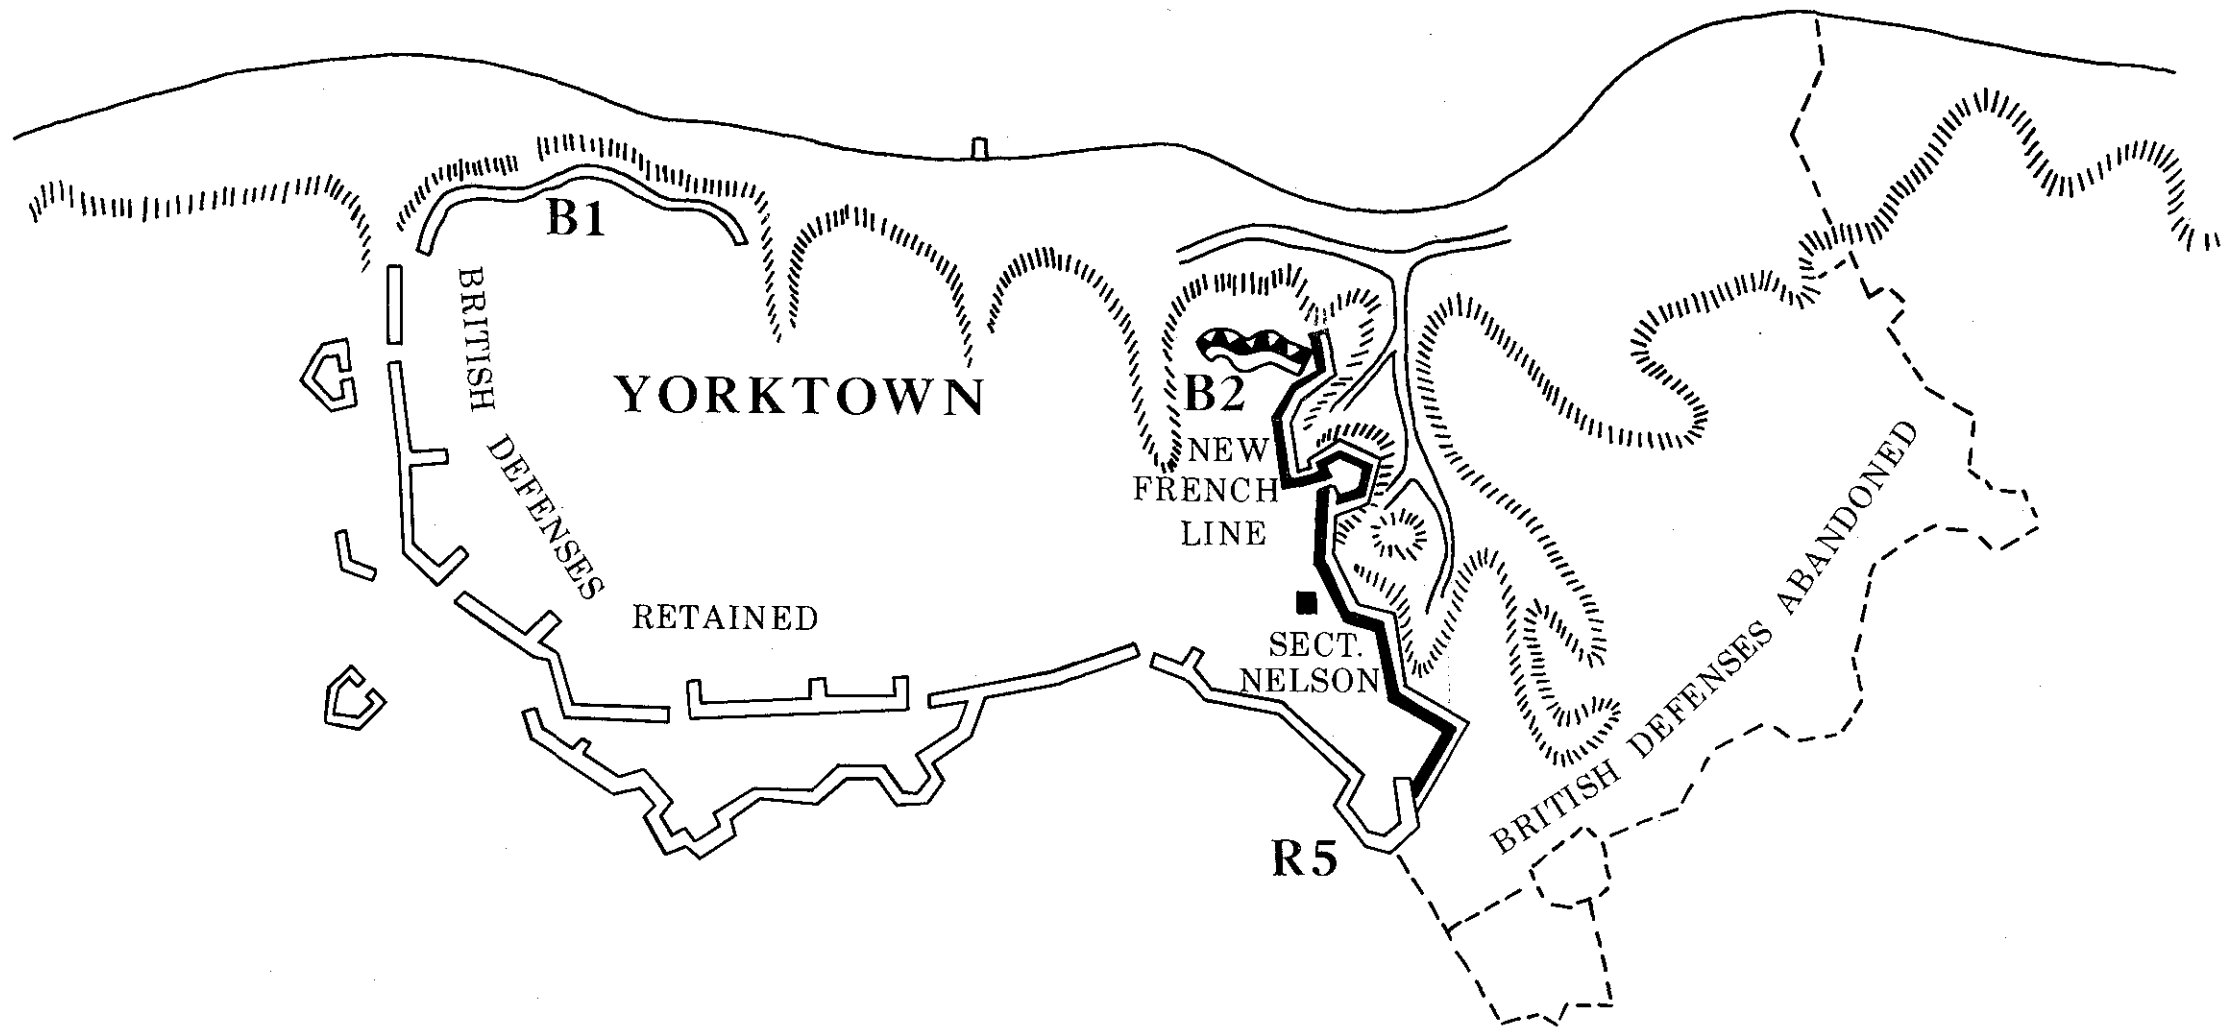 B1
BRITISH DEFENSES RETAINED
YORKTOWN
B2
NEW
FRENCH
LINE
SECT.
NELSON
R5
BRITISH DEFENSES ABANDONED